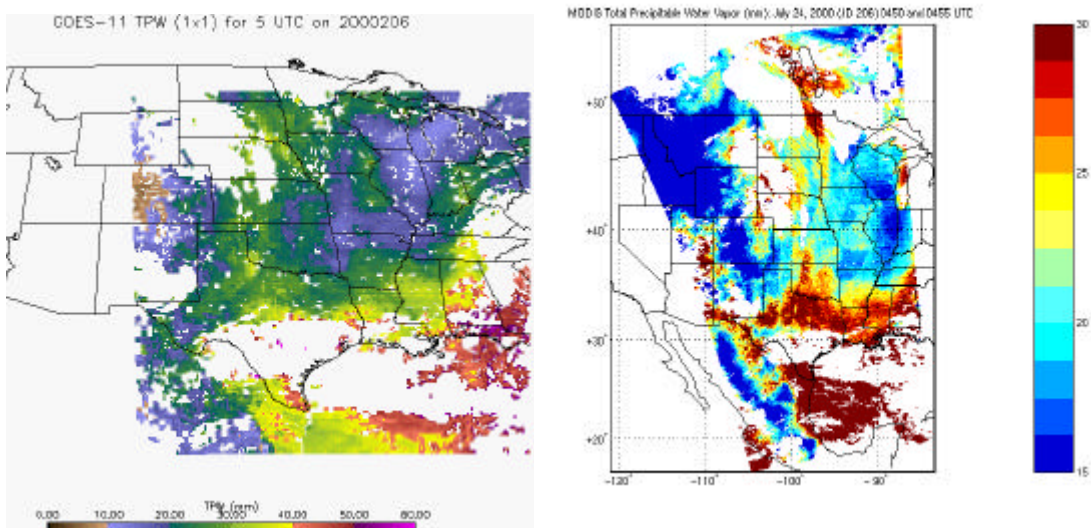 GOES-11 TPW (1x1) for 5 UTC on 2000206
TPW (mm)
0.00 10.00 20.00 30.00 40.00 50.00 60.00
MOD 8 Total Precipitable Water Vapor (mm): July 24, 2000 (JD 206) 0450 and 0455 UTC
+50°
+40°
+30°
+20°
-120° -110° -100° -90°
30
25
20
15